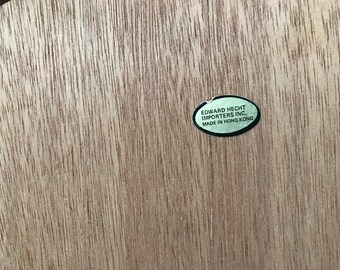 EDWARD HECHT
IMPORTERS INC.
MADE IN HONG KONG